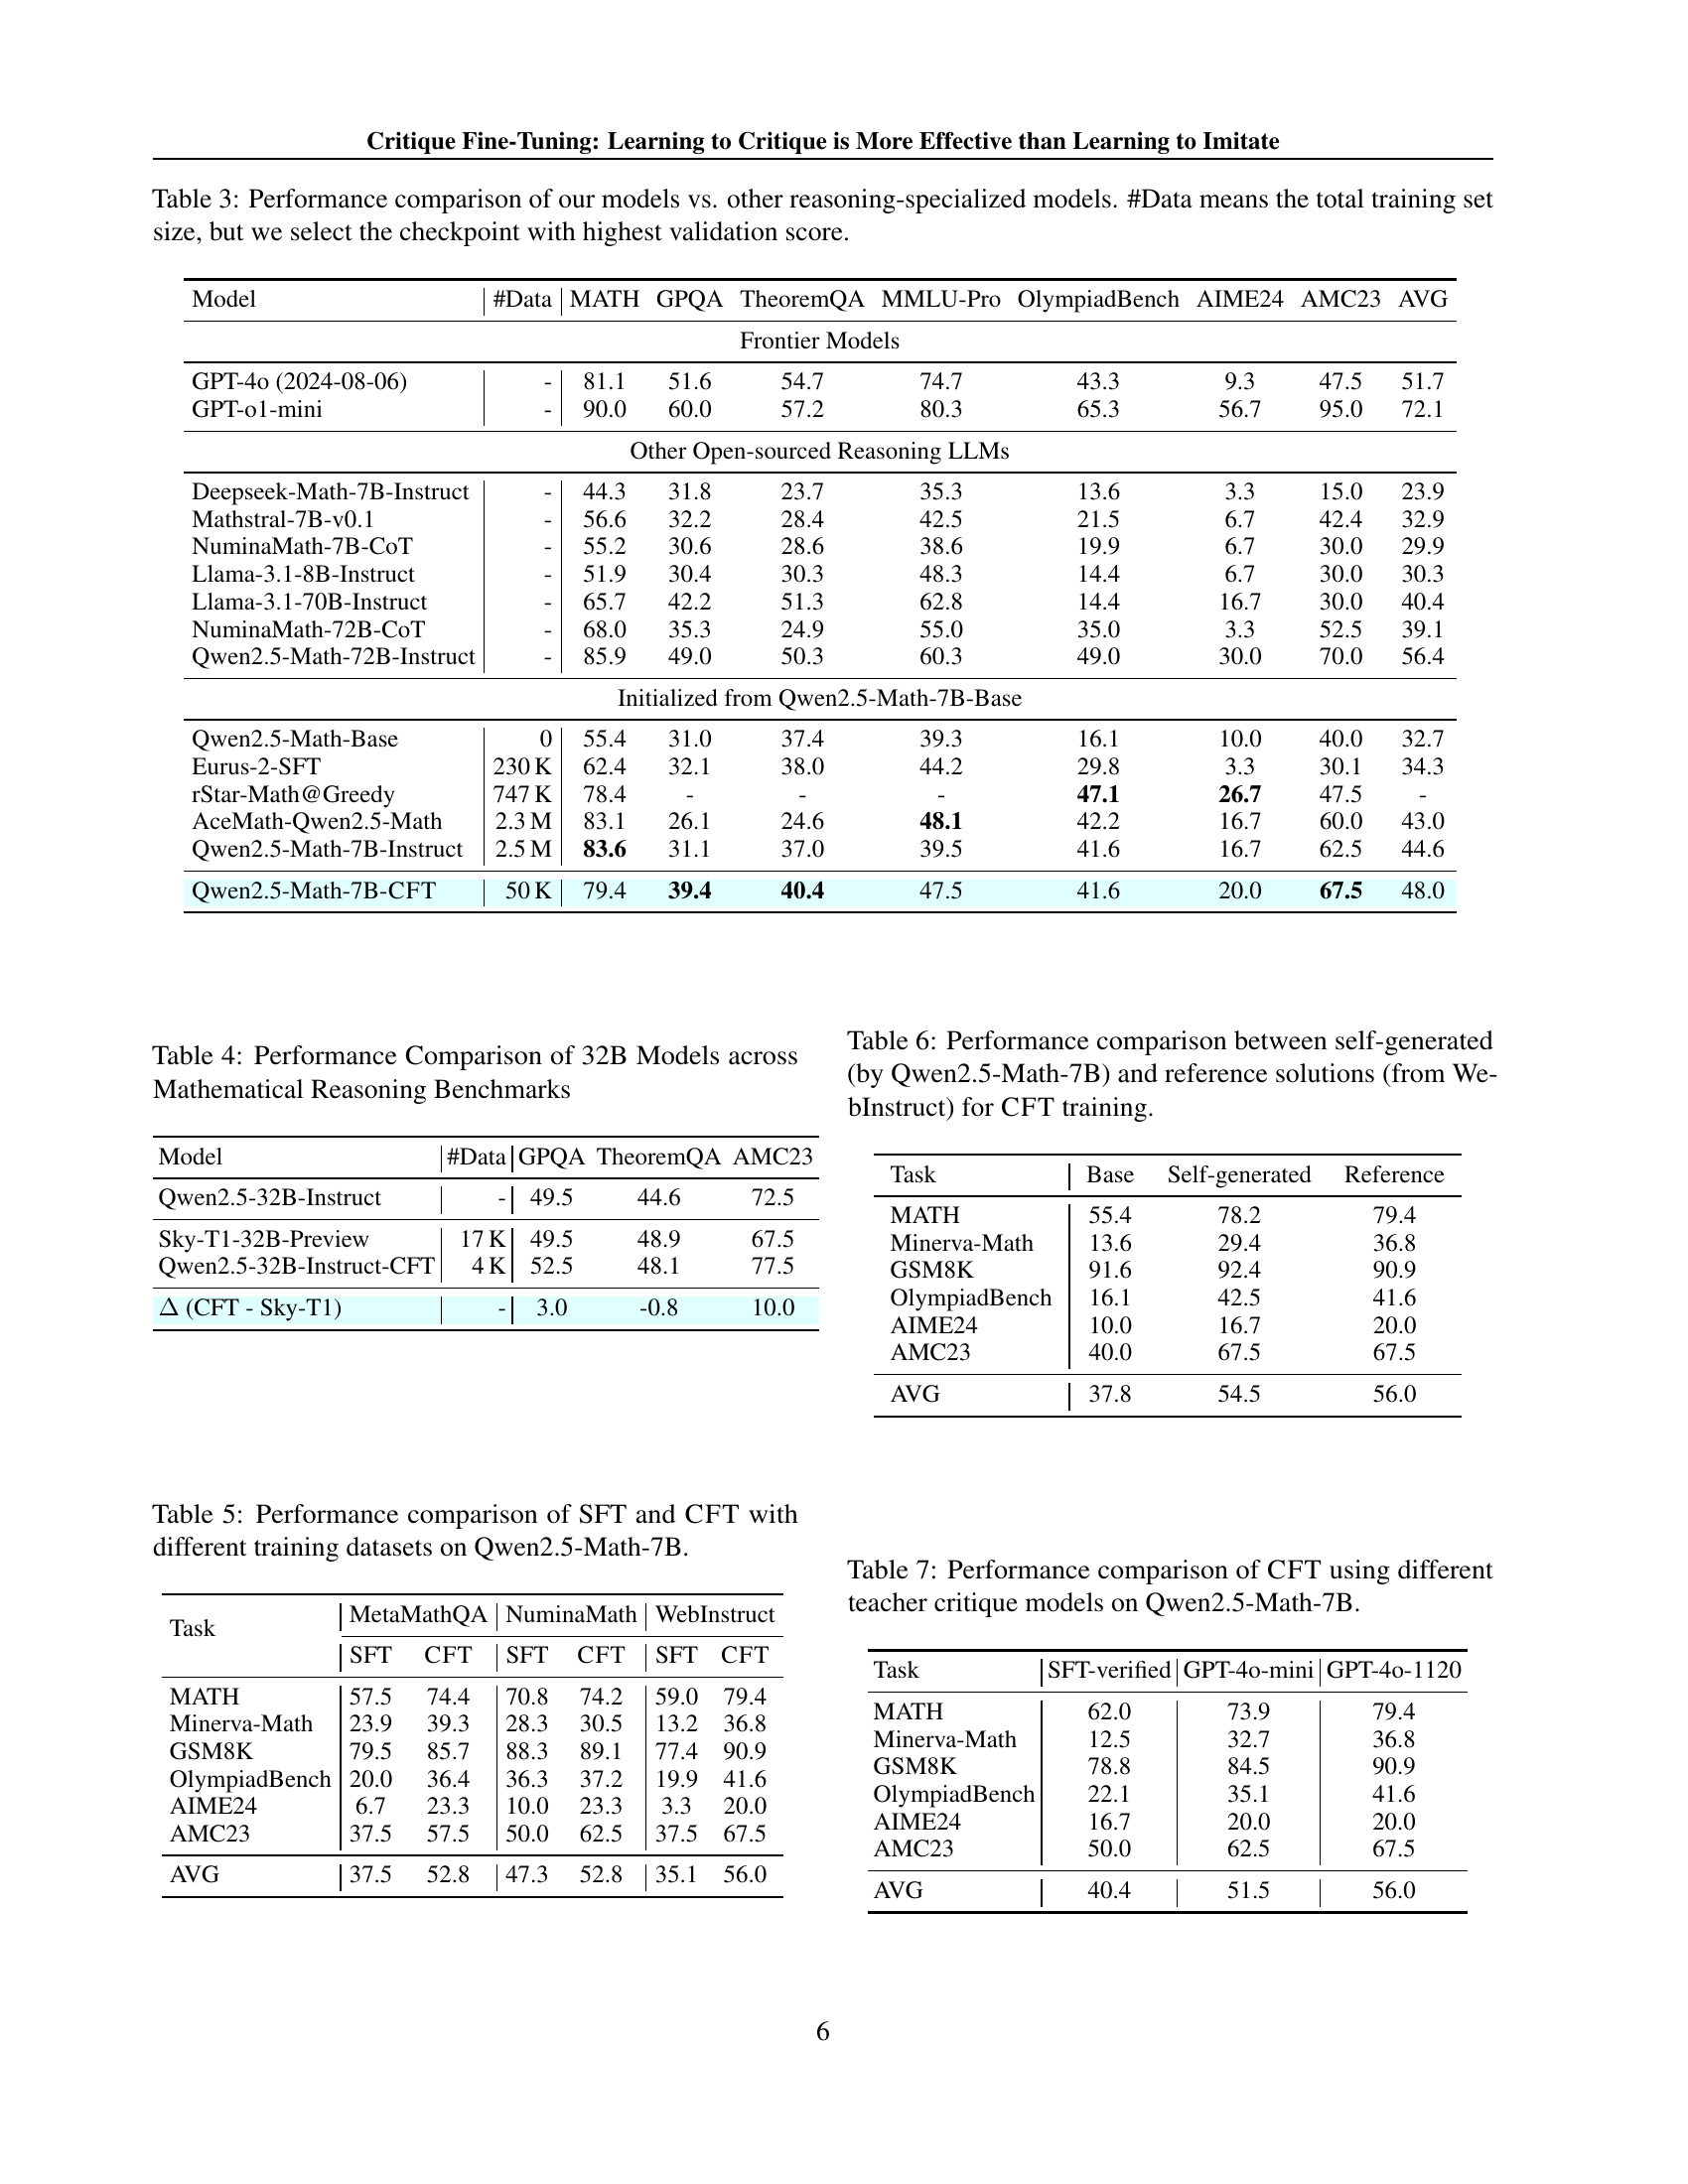 Critique Fine-Tuning: Learning to Critique is More Effective than Learning to Imitate
Table 3: Performance comparison of our models vs. other reasoning-specialized models. #Data means the total training set
size, but we select the checkpoint with highest validation score.
Model #Data MATH GPQA TheoremQA MMLU-Pro OlympiadBench AIME24 AMC23 AVG
Frontier Models
GPT-4o (2024-08-06) - 81.1 51.6 54.7 74.7 43.3 9.3 47.5 51.7
GPT-o1-mini - 90.0 60.0 57.2 80.3 65.3 56.7 95.0 72.1
Other Open-sourced Reasoning LLMs
Deepseek-Math-7B-Instruct - 44.3 31.8 23.7 35.3 13.6 3.3 15.0 23.9
Mathstral-7B-v0.1 - 56.6 32.2 28.4 42.5 21.5 6.7 42.4 32.9
NuminaMath-7B-CoT - 55.2 30.6 28.6 38.6 19.9 6.7 30.0 29.9
Llama-3.1-8B-Instruct - 51.9 30.4 30.3 48.3 14.4 6.7 30.0 30.3
Llama-3.1-70B-Instruct - 65.7 42.2 51.3 62.8 14.4 16.7 30.0 40.4
NuminaMath-72B-CoT - 68.0 35.3 24.9 55.0 35.0 3.3 52.5 39.1
Qwen2.5-Math-72B-Instruct - 85.9 49.0 50.3 60.3 49.0 30.0 70.0 56.4
Initialized from Qwen2.5-Math-7B-Base
Qwen2.5-Math-Base 0 55.4 31.0 37.4 39.3 16.1 10.0 40.0 32.7
Eurus-2-SFT 230 K 62.4 32.1 38.0 44.2 29.8 3.3 30.1 34.3
rStar-Math@Greedy 747 K 78.4 - - - 47.1 26.7 47.5 -
AceMath-Qwen2.5-Math 2.3 M 83.1 26.1 24.6 48.1 42.2 16.7 60.0 43.0
Qwen2.5-Math-7B-Instruct 2.5 M 83.6 31.1 37.0 39.5 41.6 16.7 62.5 44.6
Qwen2.5-Math-7B-CFT 50 K 79.4 39.4 40.4 47.5 41.6 20.0 67.5 48.0
Table 4: Performance Comparison of 32B Models across
Mathematical Reasoning Benchmarks
Model #Data GPQA TheoremQA AMC23
Qwen2.5-32B-Instruct - 49.5 44.6 72.5
Sky-T1-32B-Preview 17 K 49.5 48.9 67.5
Qwen2.5-32B-Instruct-CFT 4 K 52.5 48.1 77.5
Δ (CFT - Sky-T1) - 3.0 -0.8 10.0
Table 5: Performance comparison of SFT and CFT with
different training datasets on Qwen2.5-Math-7B.
Task MetaMathQA NuminaMath WebInstruct
SFT CFT SFT CFT SFT CFT
MATH 57.5 74.4 70.8 74.2 59.0 79.4
Minerva-Math 23.9 39.3 28.3 30.5 13.2 36.8
GSM8K 79.5 85.7 88.3 89.1 77.4 90.9
OlympiadBench 20.0 36.4 36.3 37.2 19.9 41.6
AIME24 6.7 23.3 10.0 23.3 3.3 20.0
AMC23 37.5 57.5 50.0 62.5 37.5 67.5
AVG 37.5 52.8 47.3 52.8 35.1 56.0
Table 6: Performance comparison between self-generated
(by Qwen2.5-Math-7B) and reference solutions (from We-
bInstruct) for CFT training.
Task Base Self-generated Reference
MATH 55.4 78.2 79.4
Minerva-Math 13.6 29.4 36.8
GSM8K 91.6 92.4 90.9
OlympiadBench 16.1 42.5 41.6
AIME24 10.0 16.7 20.0
AMC23 40.0 67.5 67.5
AVG 37.8 54.5 56.0
Table 7: Performance comparison of CFT using different
teacher critique models on Qwen2.5-Math-7B.
Task SFT-verified GPT-4o-mini GPT-4o-1120
MATH 62.0 73.9 79.4
Minerva-Math 12.5 32.7 36.8
GSM8K 78.8 84.5 90.9
OlympiadBench 22.1 35.1 41.6
AIME24 16.7 20.0 20.0
AMC23 50.0 62.5 67.5
AVG 40.4 51.5 56.0
6